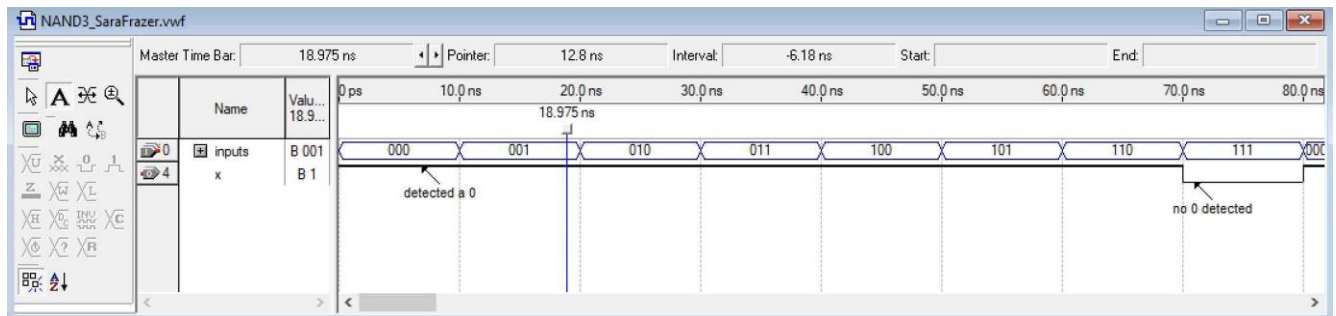 NAND3_SaraFrazer.vwf
Master Time Bar: 18.975 ns Pointer: 12.8 ns Interval: -6.18 ns Start: End:
Name Valu... 18.9...
0 ps 10.0 ns 20.0 ns 30.0 ns 40.0 ns 50.0 ns 60.0 ns 70.0 ns 80.0 ns
18.975 ns
0 inputs B 001 000 001 010 011 100 101 110 111 000
4 x B 1
detected a 0
no 0 detected